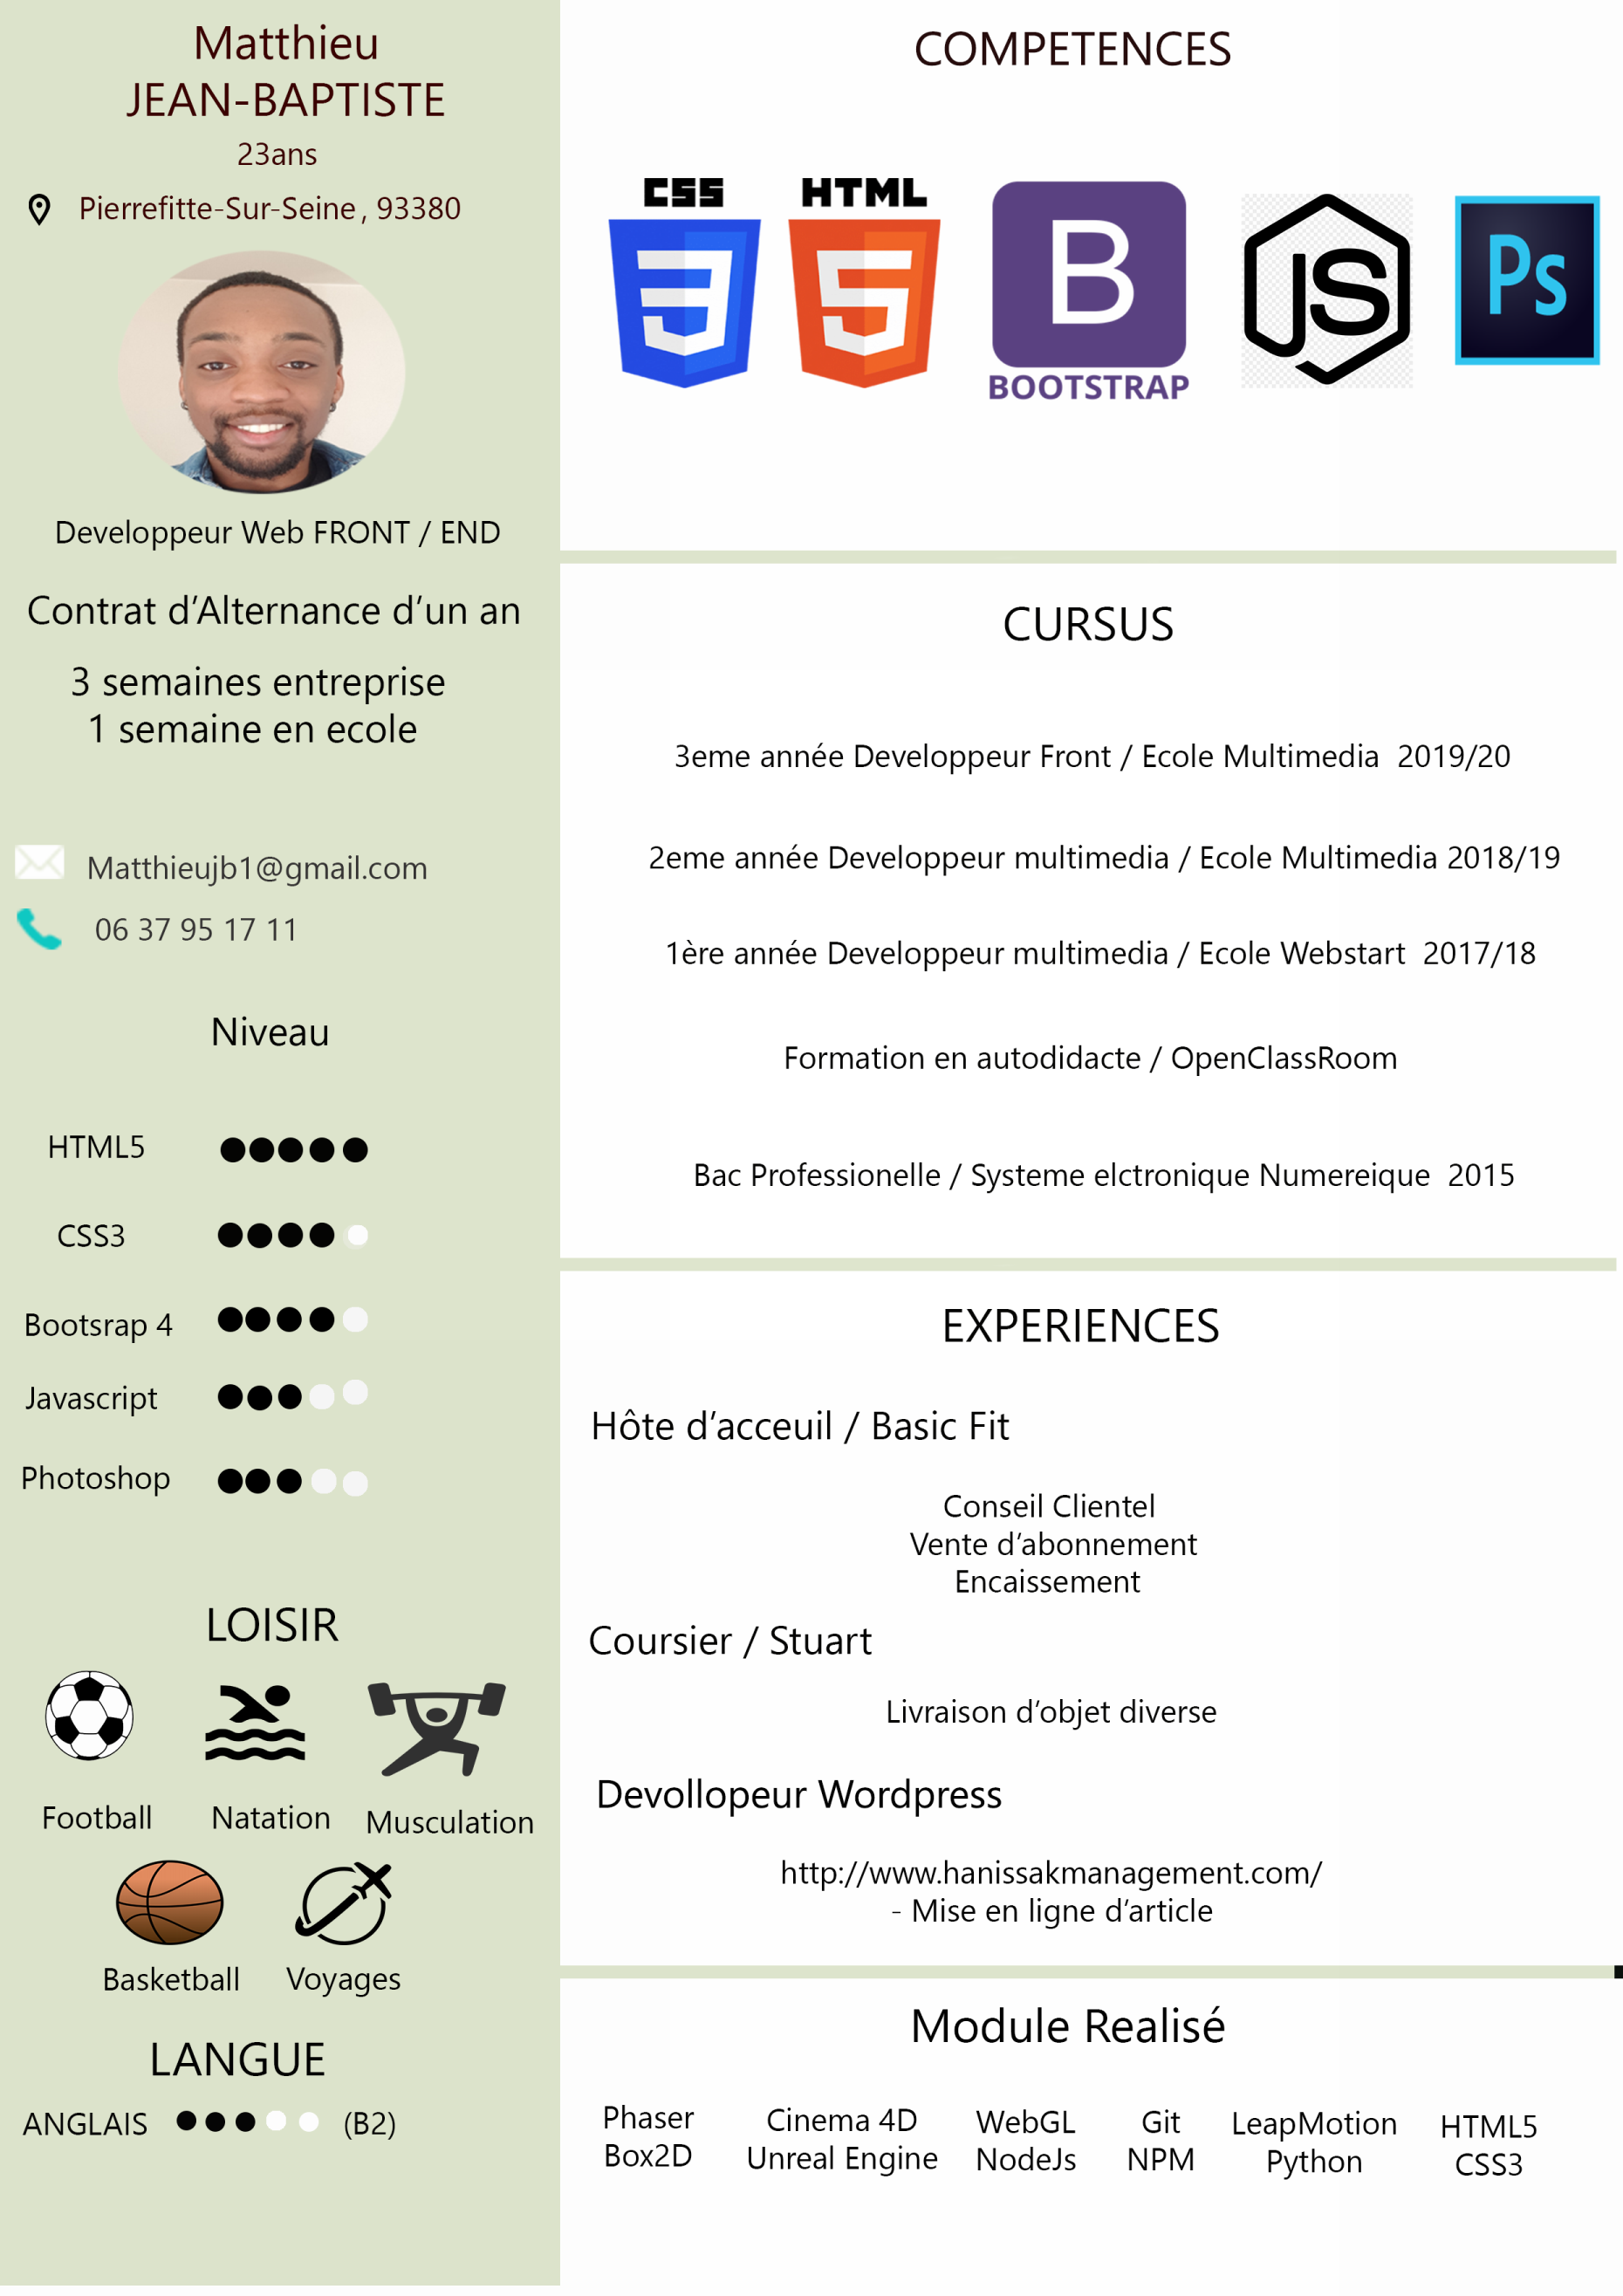 Matthieu
JEAN-BAPTISTE
23ans
Pierrefitte-Sur-Seine, 93380
Developpeur Web FRONT / END
Contrat d’Alternance d’un an
3 semaines entreprise
1 semaine en ecole
Matthieujb1@gmail.com
06 37 95 17 11
Niveau
HTML5
CSS3
Bootsrap 4
Javascript
Photoshop
LOISIR
Football Natation Musculation
Basketball Voyages
LANGUE
ANGLAIS (B2)
COMPETENCES
CSS HTML
3 5 B JS Ps
BOOTSTRAP
CURSUS
3eme année Developpeur Front / Ecole Multimedia 2019/20
2eme année Developpeur multimedia / Ecole Multimedia 2018/19
1ère année Developpeur multimedia / Ecole Webstart 2017/18
Formation en autodidacte / OpenClassRoom
Bac Professionelle / Systeme elctronique Numereique 2015
EXPERIENCES
Hôte d’acceuil / Basic Fit
Conseil Clientel
Vente d’abonnement
Encaissement
Coursier / Stuart
Livraison d’objet diverse
Devollopeur Wordpress
http://www.hanissakmanagement.com/
- Mise en ligne d’article
Module Realisé
Phaser Cinema 4D WebGL Git LeapMotion HTML5
Box2D Unreal Engine NodeJs NPM Python CSS3